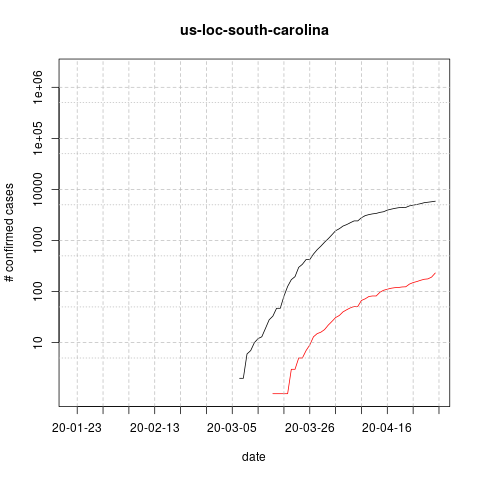 us-loc-south-carolina
# confirmed cases
1e+06
1e+05
10000
1000
100
10
20-01-23 20-02-13 20-03-05 20-03-26 20-04-16
date